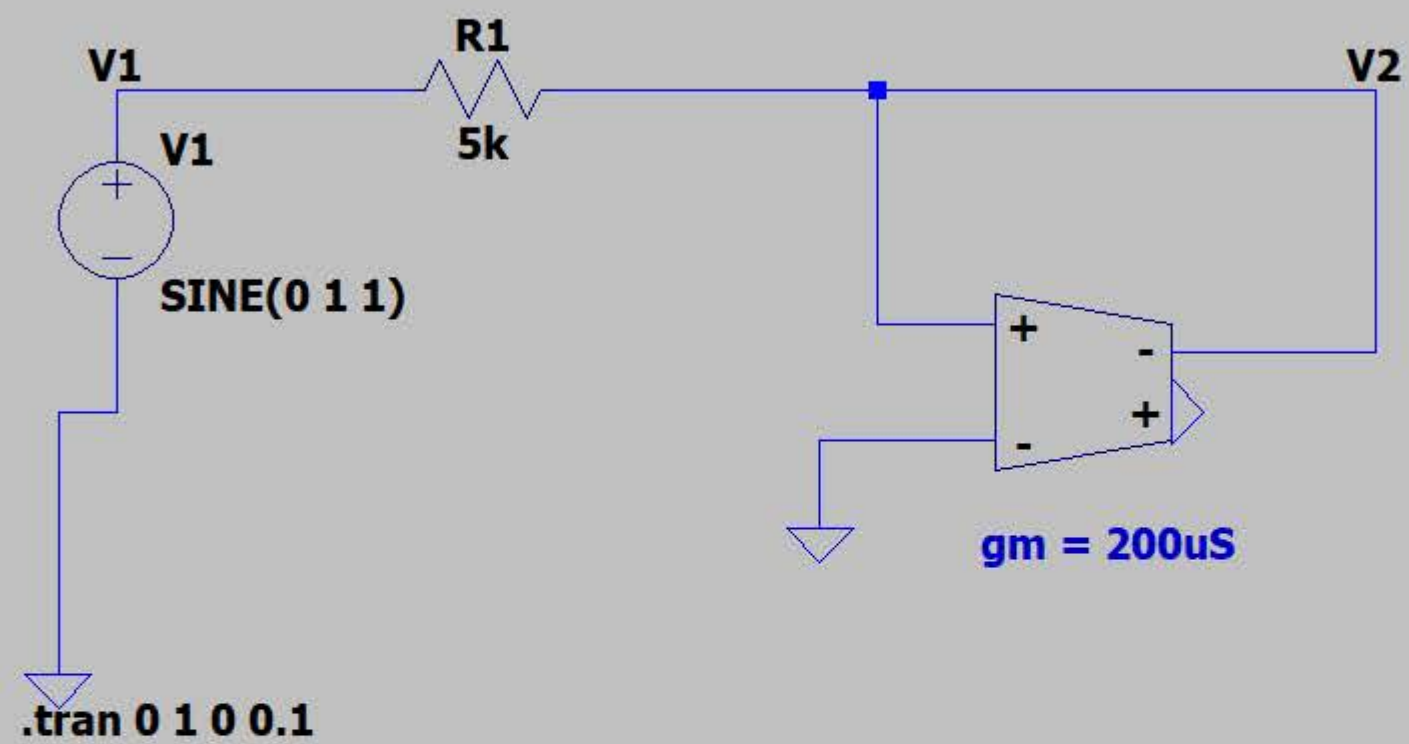 R1
V1
V2
5k
V1
+
−
SINE(0 1 1)
+
-
+
-
gm = 200uS
.tran 0 1 0 0.1